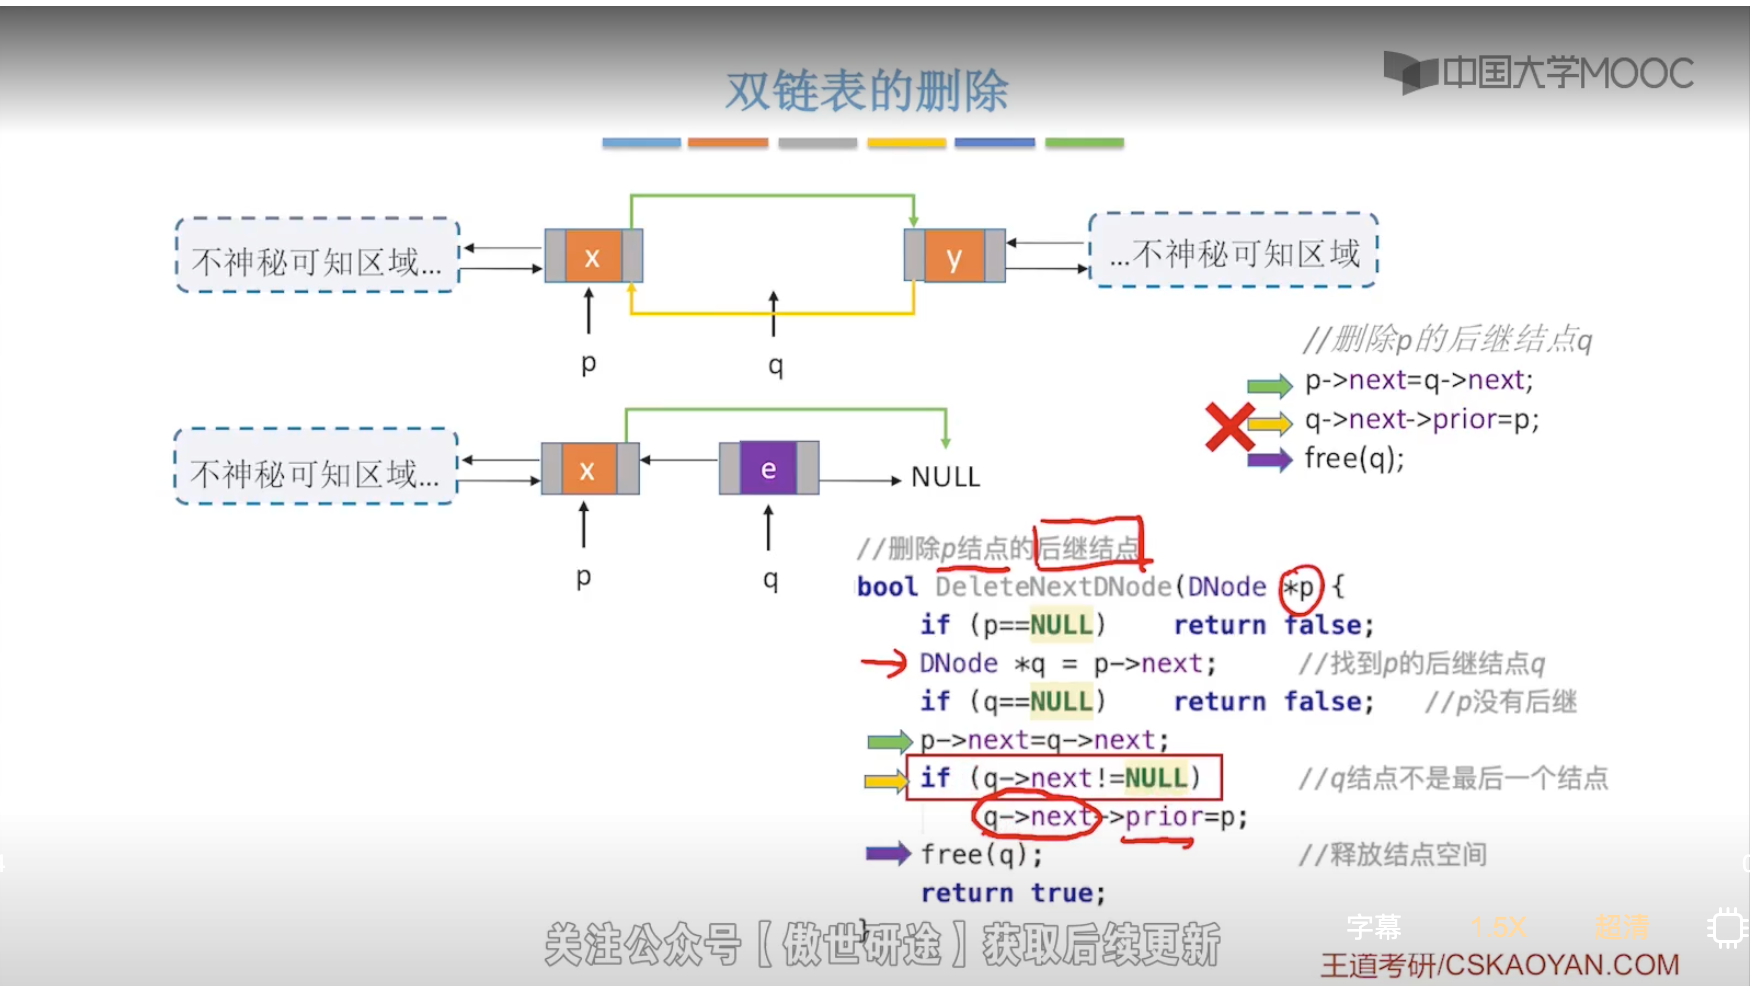 中国大学MOOC
双链表的删除
不神秘可知区域...
x
y
...不神秘可知区域
p
q
//删除p的后继结点q
p->next=q->next;
q->next->prior=p;
free(q);
不神秘可知区域...
x
e
NULL
p
q
//删除p结点的后继结点
bool DeleteNextDNode(DNode *p) {
if (p==NULL) return false;
DNode *q = p->next; //找到p的后继结点q
if (q==NULL) return false; //p没有后继
p->next=q->next;
if (q->next!=NULL) //q结点不是最后一个结点
q->next->prior=p;
free(q); //释放结点空间
return true;
}
关注公众号【傲世研途】获取后续更新
字幕 1.5X 超清
王道考研/CSKAOYAN.COM